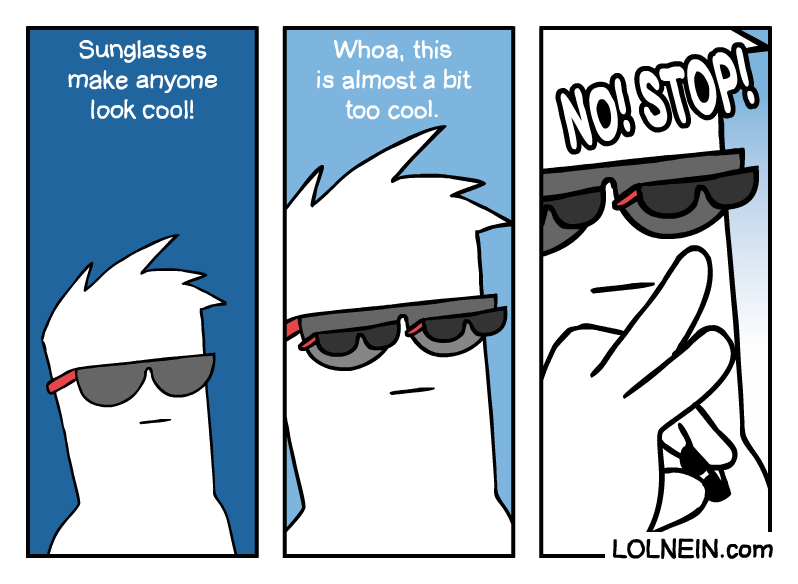 Sunglasses
make anyone
look cool!
Whoa, this
is almost a bit
too cool.
NO! STOP!
LOLNEIN.com